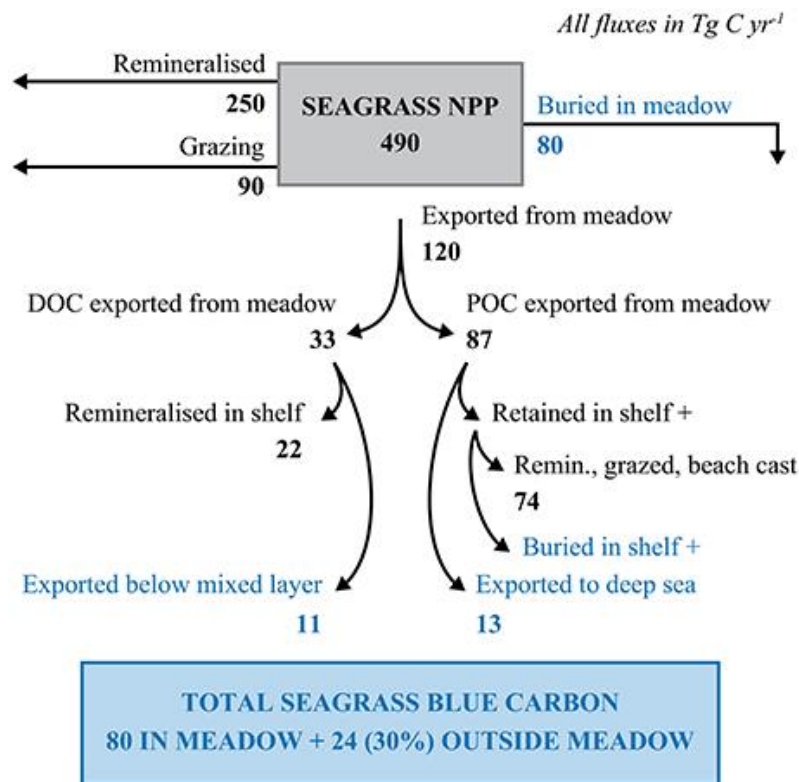 All fluxes in Tg C yr-1
Remineralised
250
SEAGRASS NPP
490
Buried in meadow
80
Grazing
90
Exported from meadow
120
DOC exported from meadow
33
POC exported from meadow
87
Remineralised in shelf
22
Retained in shelf +
Remin., grazed, beach cast
74
Buried in shelf +
Exported below mixed layer
11
Exported to deep sea
13
TOTAL SEAGRASS BLUE CARBON
80 IN MEADOW + 24 (30%) OUTSIDE MEADOW